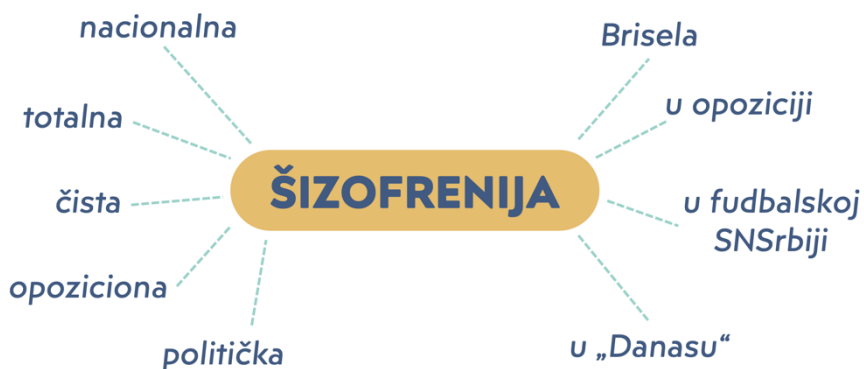 nacionalna
totalna
čista
opoziciona
politička
ŠIZOFRENIJA
Brisela
u opoziciji
u fudbalskoj
SNSrbiji
u „Danasu“